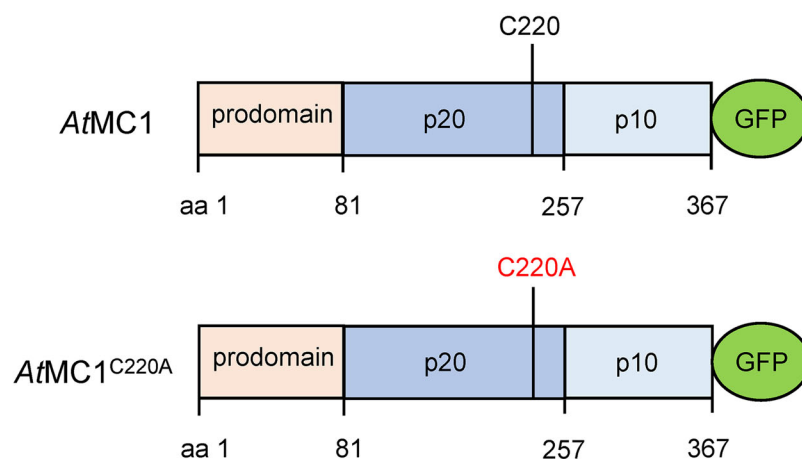 C220
AtMC1 prodomain p20 p10 GFP
aa 1 81 257 367
C220A
AtMC1C220A prodomain p20 p10 GFP
aa 1 81 257 367